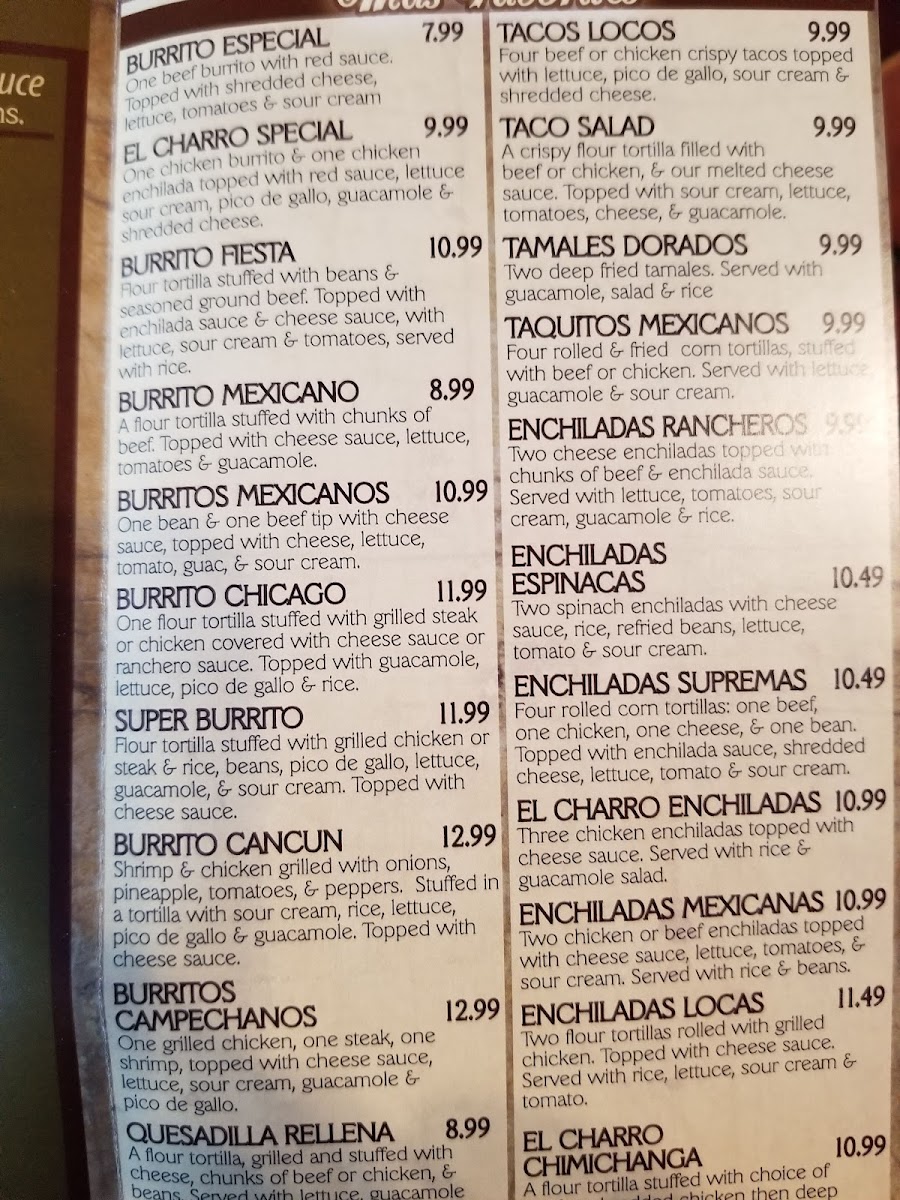 uce
ns.
BURRITO ESPECIAL 7.99
One beef burrito with red sauce.
Topped with shredded cheese,
lettuce, tomatoes & sour cream
EL CHARRO SPECIAL 9.99
One chicken burrito & one chicken
enchilada topped with red sauce, lettuce
sour cream, pico de gallo, guacamole &
shredded cheese.
BURRITO FIESTA 10.99
Flour tortilla stuffed with beans &
seasoned ground beef. Topped with
enchilada sauce & cheese sauce, with
lettuce, sour cream & tomatoes, served
with rice.
BURRITO MEXICANO 8.99
A flour tortilla stuffed with chunks of
beef. Topped with cheese sauce, lettuce,
tomatoes & guacamole.
BURRITOS MEXICANOS 10.99
One bean & one beef tip with cheese
sauce, topped with cheese, lettuce,
tomato, guac, & sour cream.
BURRITO CHICAGO 11.99
One flour tortilla stuffed with grilled steak
or chicken covered with cheese sauce or
ranchero sauce. Topped with guacamole,
lettuce, pico de gallo & rice.
SUPER BURRITO 11.99
Flour tortilla stuffed with grilled chicken or
steak & rice, beans, pico de gallo, lettuce,
guacamole, & sour cream. Topped with
cheese sauce.
BURRITO CANCUN 12.99
Shrimp & chicken grilled with onions,
pineapple, tomatoes, & peppers. Stuffed in
a tortilla with sour cream, rice, lettuce,
pico de gallo & guacamole. Topped with
cheese sauce.
BURRITOS
CAMPECHANOS 12.99
One grilled chicken, one steak, one
shrimp, topped with cheese sauce,
lettuce, sour cream, guacamole &
pico de gallo.
QUESADILLA RELLENA 8.99
A flour tortilla, grilled and stuffed with
cheese, chunks of beef or chicken, &
beans. Served with lettuce, guacamole
TACOS LOCOS 9.99
Four beef or chicken crispy tacos topped
with lettuce, pico de gallo, sour cream &
shredded cheese.
TACO SALAD 9.99
A crispy flour tortilla filled with
beef or chicken, & our melted cheese
sauce. Topped with sour cream, lettuce,
tomatoes, cheese, & guacamole.
TAMALES DORADOS 9.99
Two deep fried tamales. Served with
guacamole, salad & rice
TAQUITOS MEXICANOS 9.99
Four rolled & fried corn tortillas, stuffed
with beef or chicken. Served with lettuce,
guacamole & sour cream.
ENCHILADAS RANCHEROS 9.99
Two cheese enchiladas topped with
chunks of beef & enchilada sauce.
Served with lettuce, tomatoes, sour
cream, guacamole & rice.
ENCHILADAS
ESPINACAS 10.49
Two spinach enchiladas with cheese
sauce, rice, refried beans, lettuce,
tomato & sour cream.
ENCHILADAS SUPREMAS 10.49
Four rolled corn tortillas: one beef,
one chicken, one cheese, & one bean.
Topped with enchilada sauce, shredded
cheese, lettuce, tomato & sour cream.
EL CHARRO ENCHILADAS 10.99
Three chicken enchiladas topped with
cheese sauce. Served with rice &
guacamole salad.
ENCHILADAS MEXICANAS 10.99
Two chicken or beef enchiladas topped
with cheese sauce, lettuce, tomatoes, &
sour cream. Served with rice & beans.
ENCHILADAS LOCAS 11.49
Two flour tortillas rolled with grilled
chicken. Topped with cheese sauce.
Served with rice, lettuce, sour cream &
tomato.
EL CHARRO
CHIMICHANGA 10.99
A flour tortilla stuffed with choice of
chicken then deep